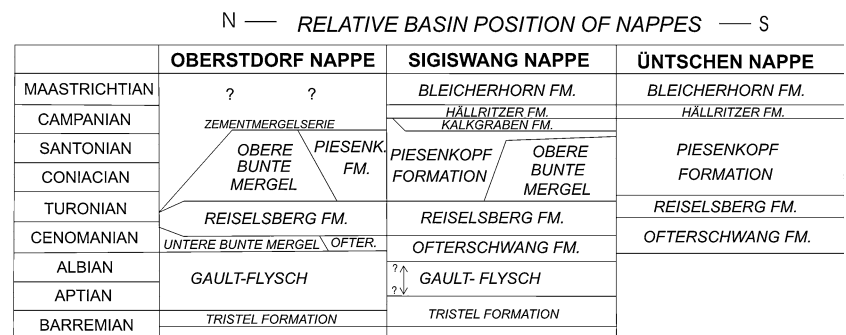 N — RELATIVE BASIN POSITION OF NAPPES — S
OBERSTDORF NAPPE SIGISWANG NAPPE ÜNTSCHEN NAPPE
MAASTRICHTIAN ? ? BLEICHERHORN FM. BLEICHERHORN FM.
CAMPANIAN ZEMENTMERGELSERIE HÄLLRITZER FM. HÄLLRITZER FM.
KALKGRABEN FM.
SANTONIAN OBERE PIESENK. PIESENKOPF OBERE PIESENKOPF
BUNTE FM. FORMATION BUNTE FORMATION
CONIACIAN MERGEL MERGEL
TURONIAN REISELSBERG FM. REISELSBERG FM. REISELSBERG FM.
CENOMANIAN UNTERE BUNTE MERGEL OFTER. OFTERSCHWANG FM. OFTERSCHWANG FM.
ALBIAN GAULT-FLYSCH ? GAULT- FLYSCH
APTIAN ?
BARREMIAN TRISTEL FORMATION TRISTEL FORMATION